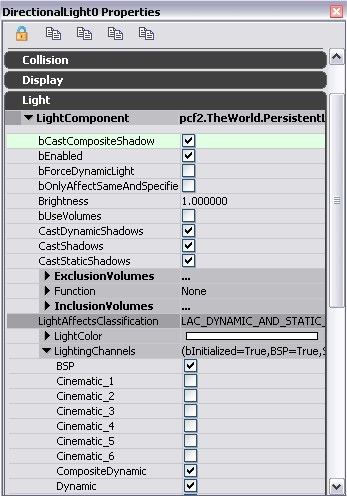 DirectionalLight0 Properties
Collision
Display
Light
LightComponent pcf2.TheWorld.PersistentL
bCastCompositeShadow
bEnabled
bForceDynamicLight
bOnlyAffectSameAndSpecifie
Brightness 1.000000
bUseVolumes
CastDynamicShadows
CastShadows
CastStaticShadows
ExclusionVolumes ...
Function None
InclusionVolumes ...
LightAffectsClassification LAC_DYNAMIC_AND_STATIC_
LightColor
LightingChannels (bInitialized=True,BSP=True,S
BSP
Cinematic_1
Cinematic_2
Cinematic_3
Cinematic_4
Cinematic_5
Cinematic_6
CompositeDynamic
Dynamic